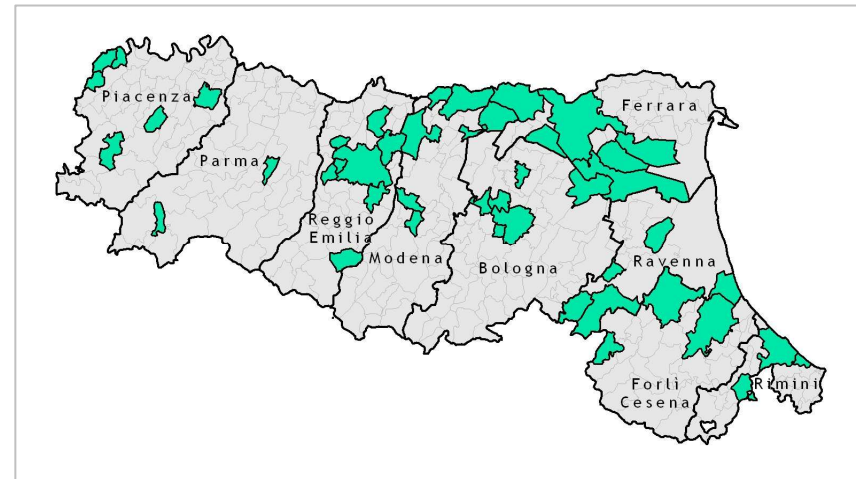 Piacenza
Parma
Reggio
Emilia
Modena
Bologna
Ferrara
Ravenna
Forlì
Cesena
Rimini